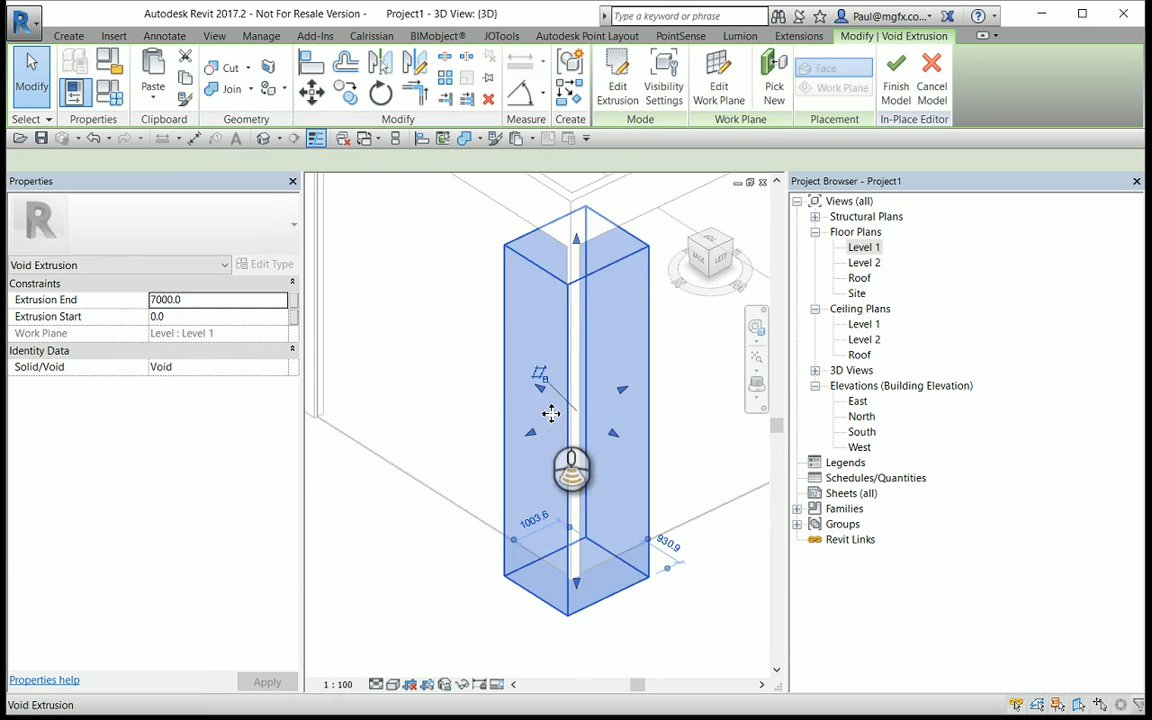 Autodesk Revit 2017.2 - Not For Resale Version - Project1 - 3D View: {3D}
Type a keyword or phrase
Paul@mgfx.co...
Create Insert Annotate View Manage Add-Ins Calrissian BIMobject® JOTools Autodesk Point Layout PointSense Lumion Extensions Modify | Void Extrusion
Modify
Paste
Cut
Join
Edit Extrusion
Visibility Settings
Edit Work Plane
Pick New
Face
Work Plane
Finish Model
Cancel Model
Select Properties Clipboard Geometry Modify Measure Create Mode Work Plane Placement In-Place Editor
Properties
Void Extrusion
Edit Type
Constraints
Extrusion End 7000.0
Extrusion Start 0.0
Work Plane Level : Level 1
Identity Data
Solid/Void Void
Properties help
Apply
BACK
LEFT
1003.6
930.9
1 : 100
Project Browser - Project1
Views (all)
Structural Plans
Floor Plans
Level 1
Level 2
Roof
Site
Ceiling Plans
Level 1
Level 2
Roof
3D Views
Elevations (Building Elevation)
East
North
South
West
Legends
Schedules/Quantities
Sheets (all)
Families
Groups
Revit Links
Void Extrusion